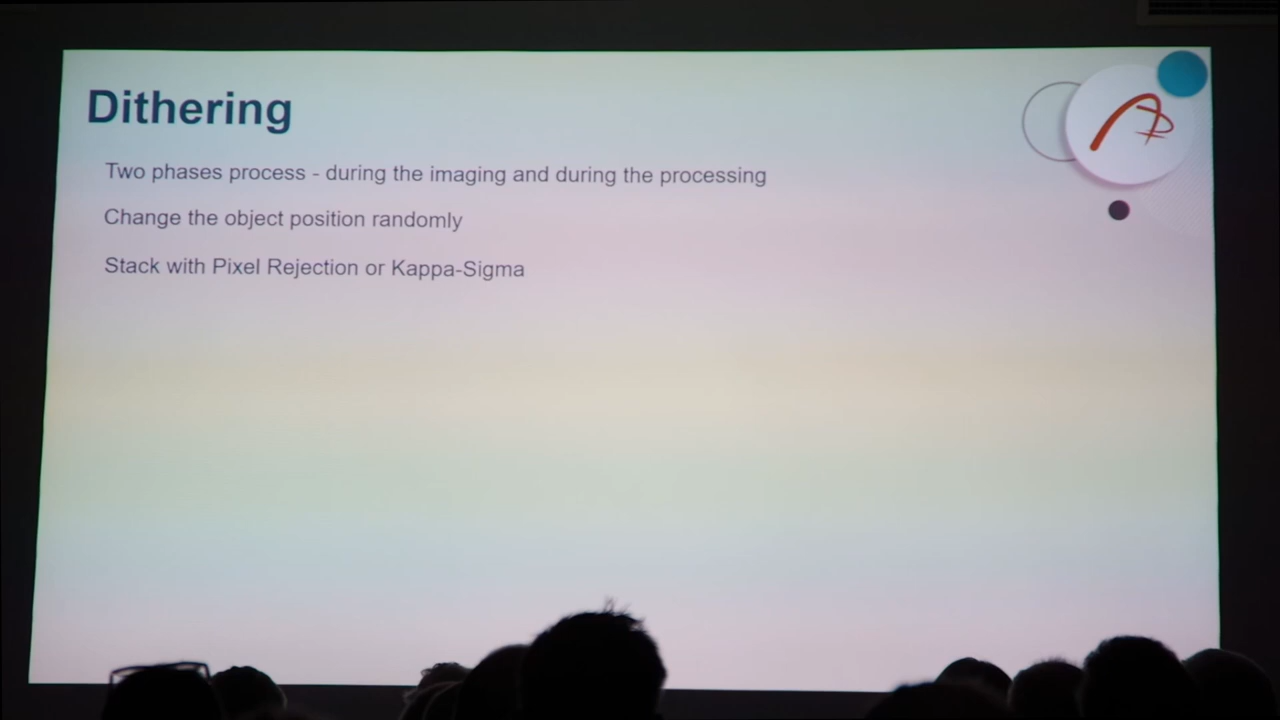 Dithering
Two phases process - during the imaging and during the processing
Change the object position randomly
Stack with Pixel Rejection or Kappa-Sigma